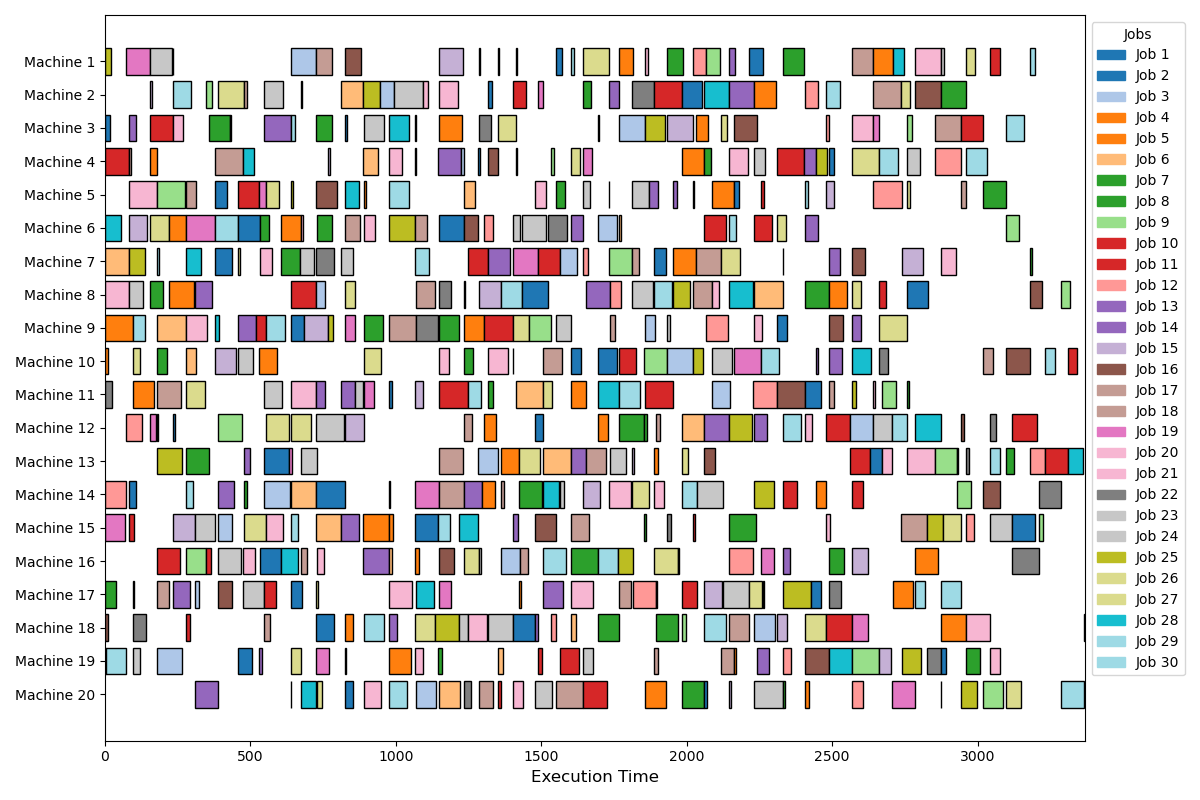 Machine 1
Machine 2
Machine 3
Machine 4
Machine 5
Machine 6
Machine 7
Machine 8
Machine 9
Machine 10
Machine 11
Machine 12
Machine 13
Machine 14
Machine 15
Machine 16
Machine 17
Machine 18
Machine 19
Machine 20
0 500 1000 1500 2000 2500 3000
Execution Time
Jobs
Job 1
Job 2
Job 3
Job 4
Job 5
Job 6
Job 7
Job 8
Job 9
Job 10
Job 11
Job 12
Job 13
Job 14
Job 15
Job 16
Job 17
Job 18
Job 19
Job 20
Job 21
Job 22
Job 23
Job 24
Job 25
Job 26
Job 27
Job 28
Job 29
Job 30